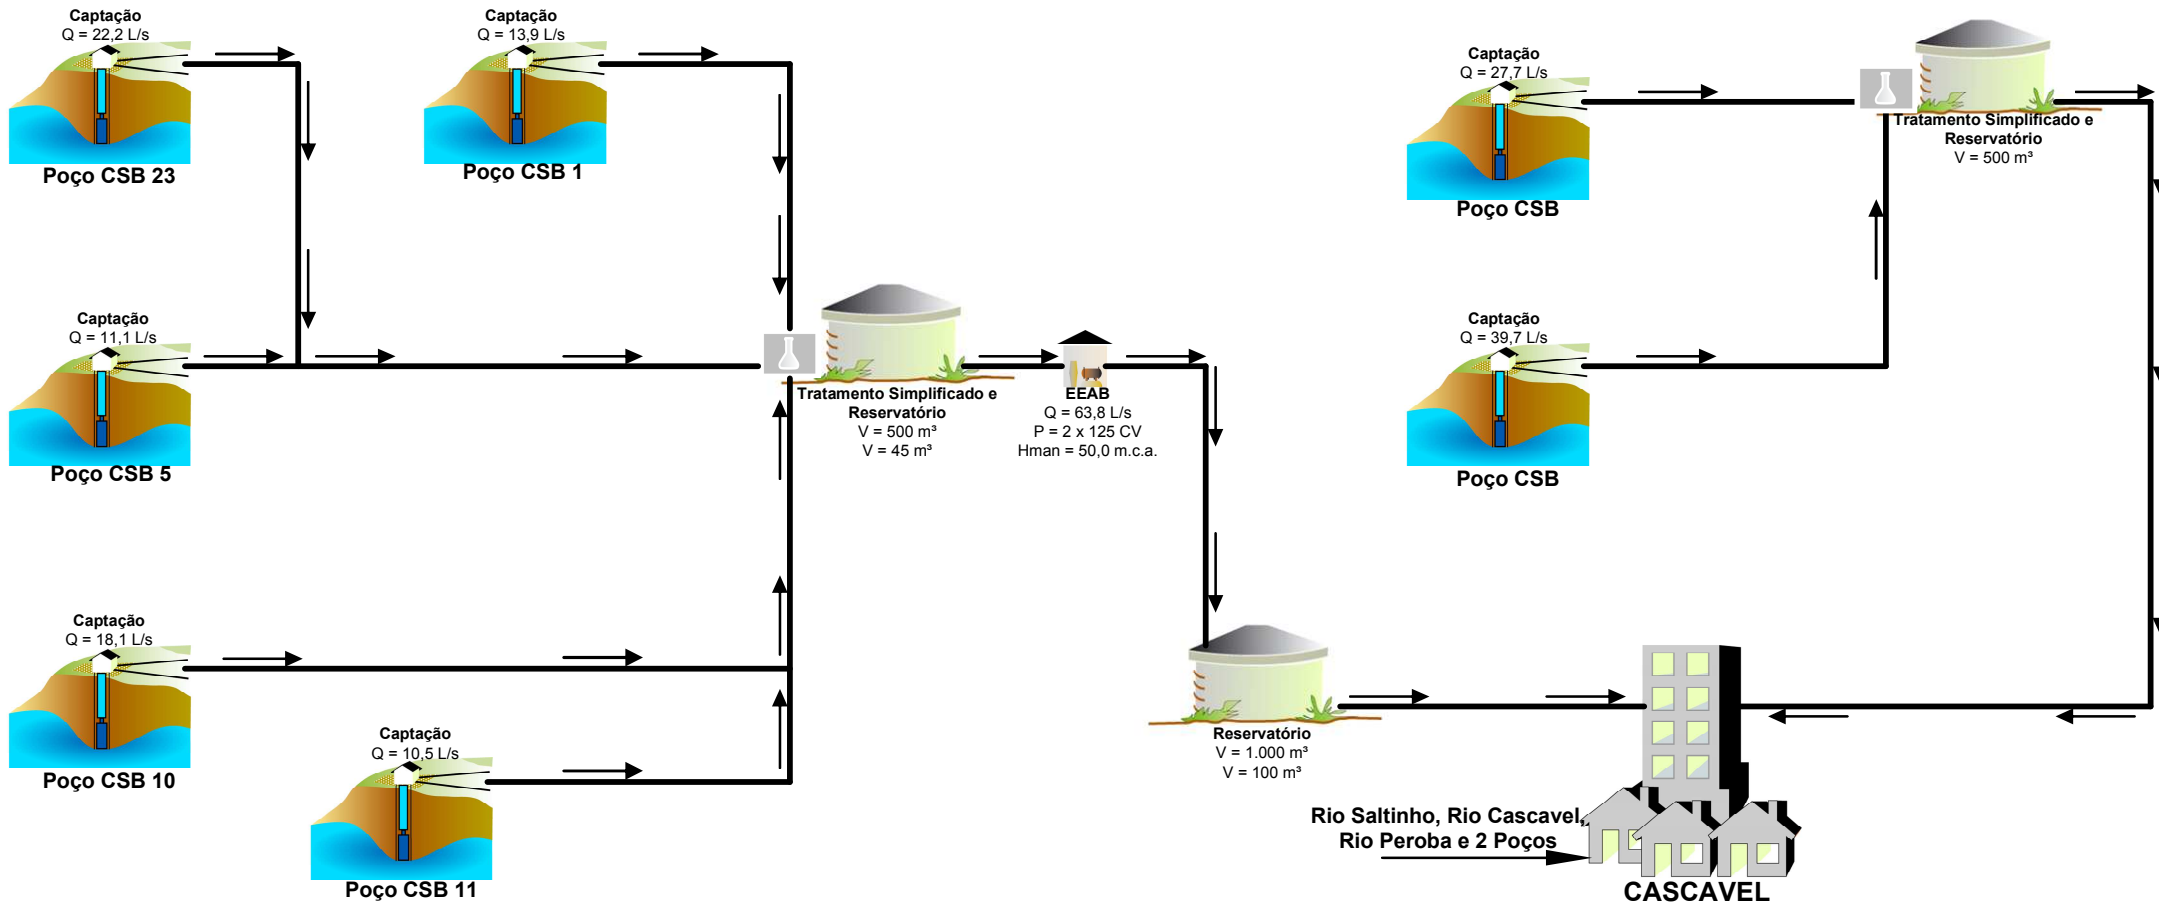 Captação
Q = 22,2 L/s
Poço CSB 23
Captação
Q = 13,9 L/s
Poço CSB 1
Captação
Q = 27,7 L/s
Poço CSB
Tratamento Simplificado e
Reservatório
V = 500 m³
Captação
Q = 11,1 L/s
Poço CSB 5
Tratamento Simplificado e
Reservatório
V = 500 m³
V = 45 m³
EEAB
Q = 63,8 L/s
P = 2 x 125 CV
Hman = 50,0 m.c.a.
Captação
Q = 39,7 L/s
Poço CSB
Captação
Q = 18,1 L/s
Poço CSB 10
Captação
Q = 10,5 L/s
Poço CSB 11
Reservatório
V = 1.000 m³
V = 100 m³
Rio Saltinho, Rio Cascavel,
Rio Peroba e 2 Poços
CASCAVEL